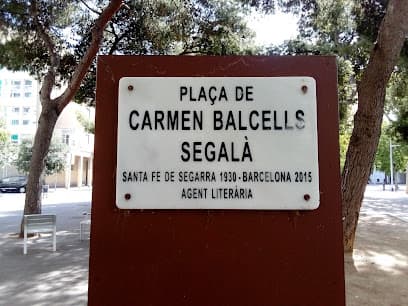 PLAÇA DE
CARMEN BALCELLS
SEGALÀ
SANTA FE DE SEGARRA 1930 - BARCELONA 2015
AGENT LITERÀRIA